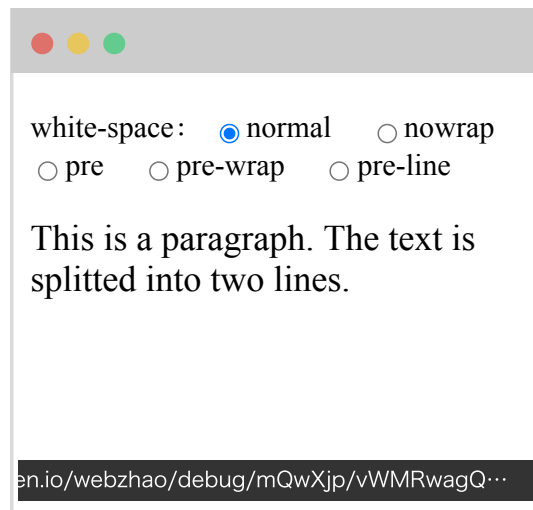 white-space： normal nowrap
pre pre-wrap pre-line
This is a paragraph. The text is
splitted into two lines.
en.io/webzhao/debug/mQwXjp/vWMRwagQ⋯